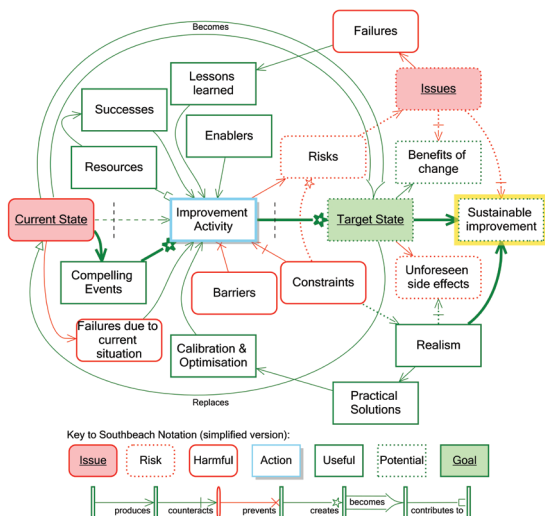 Becomes
Failures
Lessons
learned
Issues
Successes
Enablers
Risks
Benefits of
change
Resources
Current State
Improvement
Activity
Target State
Sustainable
improvement
Compelling
Events
Barriers
Constraints
Unforeseen
side effects
Failures due to
current
situation
Calibration &
Optimisation
Realism
Practical
Solutions
Replaces
Key to Southbeach Notation (simplified version):
Issue
Risk
Harmful
Action
Useful
Potential
Goal
produces
counteracts
prevents
creates
becomes
contributes to